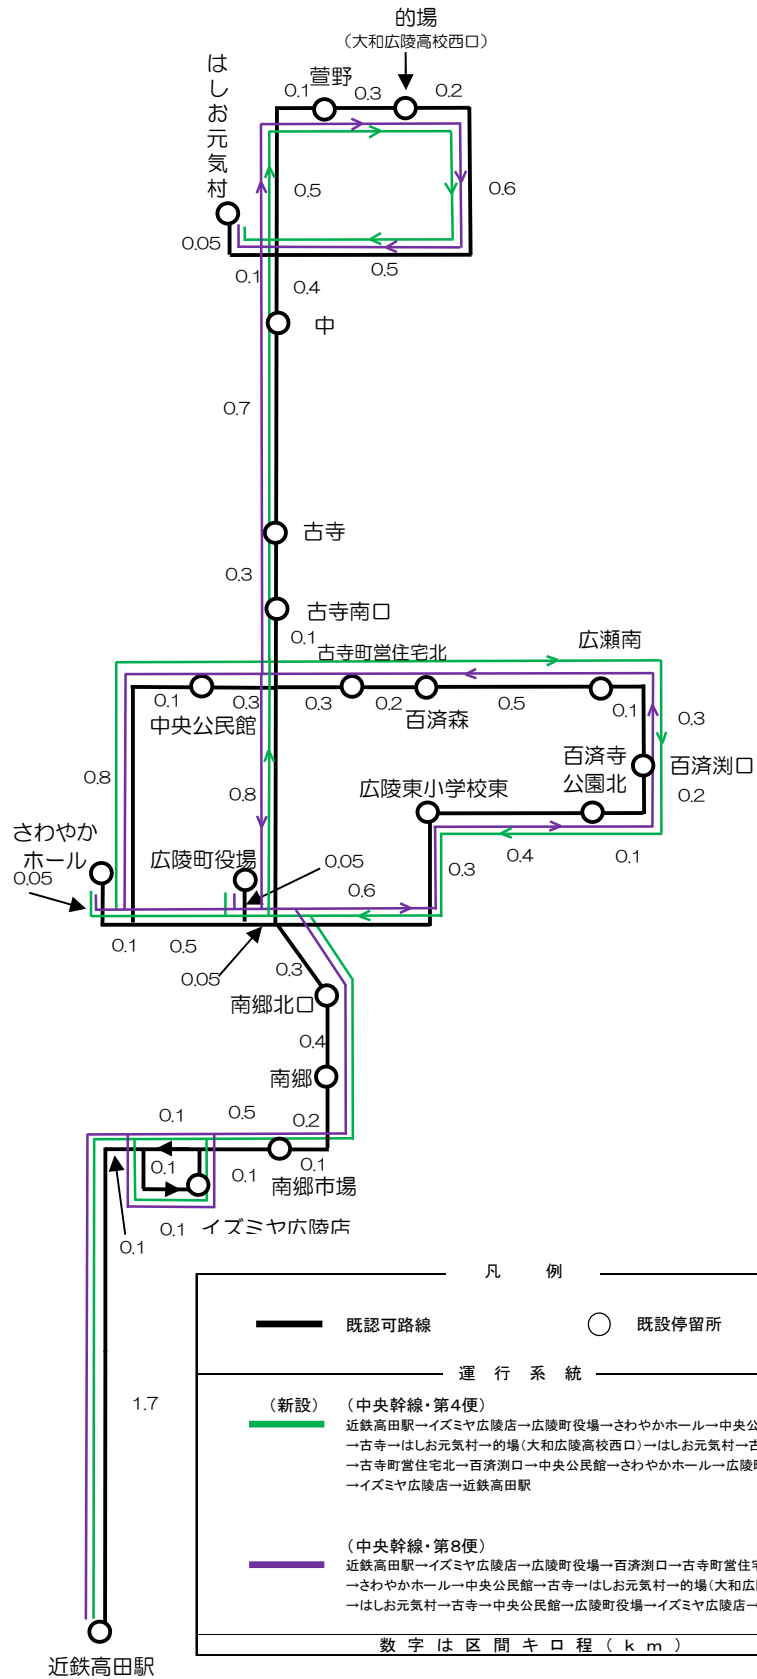 的場
（大和広陵高校西口）
はしお元気村
萱野
0.1
0.3
0.2
0.5
0.6
0.05
0.1
0.5
0.4
中
0.7
古寺
0.3
古寺南口
0.1
古寺町営住宅北
広瀬南
0.1
0.3
0.3
0.2
0.5
0.1
0.3
中央公民館
百済森
百済寺
公園北
百済渕口
0.2
0.8
0.8
広陵東小学校東
さわやか
ホール
広陵町役場
0.05
0.05
0.6
0.3
0.4
0.1
0.1
0.5
0.05
0.3
南郷北口
0.4
南郷
0.1
0.5
0.2
0.1
0.1
0.1
南郷市場
0.1
0.1
イズミヤ広陵店
1.7
近鉄高田駅
凡　例
既認可路線
既設停留所
運 行 系 統
（新設）
（中央幹線・第4便）
近鉄高田駅→イズミヤ広陵店→広陵町役場→さわやかホール→中央公
→古寺→はしお元気村→的場（大和広陵高校西口）→はしお元気村→古
→古寺町営住宅北→百済渕口→中央公民館→さわやかホール→広陵町
→イズミヤ広陵店→近鉄高田駅
（中央幹線・第8便）
近鉄高田駅→イズミヤ広陵店→広陵町役場→百済渕口→古寺町営住宅
→さわやかホール→中央公民館→古寺→はしお元気村→的場（大和広
→はしお元気村→古寺→中央公民館→広陵町役場→イズミヤ広陵店→
数 字 は 区 間 キ ロ 程 （ k m ）